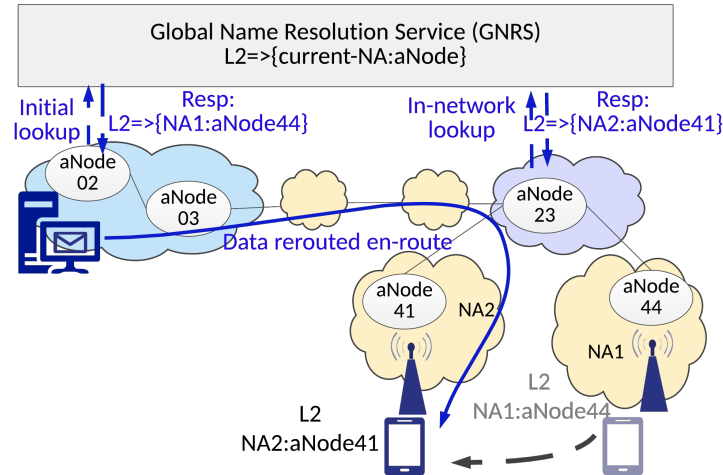 Global Name Resolution Service (GNRS)
L2=>{current-NA:aNode}
Initial
lookup
Resp:
L2=>{NA1:aNode44}
In-network
lookup
Resp:
L2=>{NA2:aNode41}
aNode
02
aNode
03
aNode
23
Data rerouted en-route
aNode
41
NA2
aNode
44
NA1
L2
NA1:aNode44
L2
NA2:aNode41